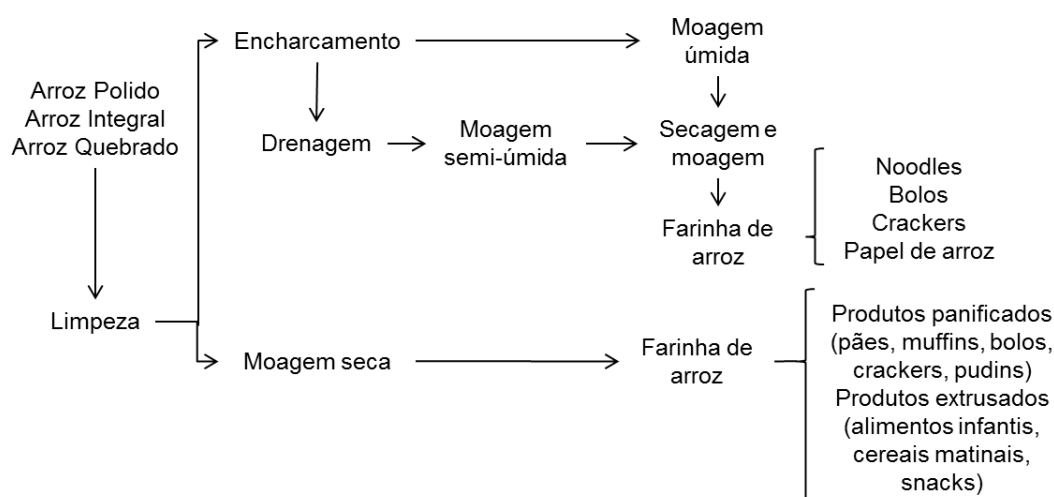 Arroz Polido
Arroz Integral
Arroz Quebrado
Limpeza
Encharcamento
Moagem
úmida
Drenagem
Moagem
semi-úmida
Secagem e
moagem
Farinha de
arroz
Noodles
Bolos
Crackers
Papel de arroz
Moagem seca
Farinha de
arroz
Produtos panificados
(pães, muffins, bolos,
crackers, pudins)
Produtos extrusados
(alimentos infantis,
cereais matinais,
snacks)